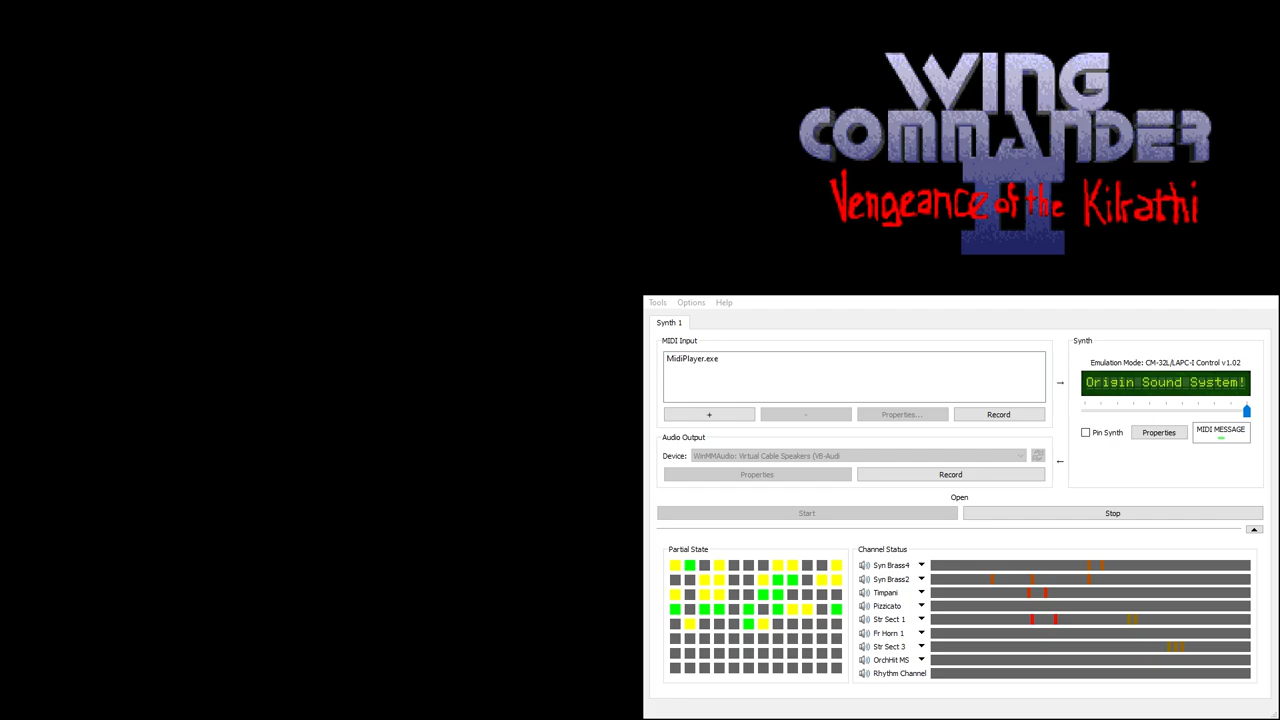 WING
COMMANDER
II
Vengeance of the Kilrathi
Tools Options Help
Synth 1
MIDI Input
MidiPlayer.exe
+ - Properties... Record
Audio Output
Device: WinMMAudio: Virtual Cable Speakers (VB-Audi
Properties Record
Synth
Emulation Mode: CM-32L/LAPC-I Control v1.02
Origin Sound System!
Pin Synth Properties MIDI MESSAGE
Open
Start Stop
Partial State
Channel Status
Syn Brass4
Syn Brass2
Timpani
Pizzicato
Str Sect 1
Fr Horn 1
Str Sect 3
OrchHit MS
Rhythm Channel